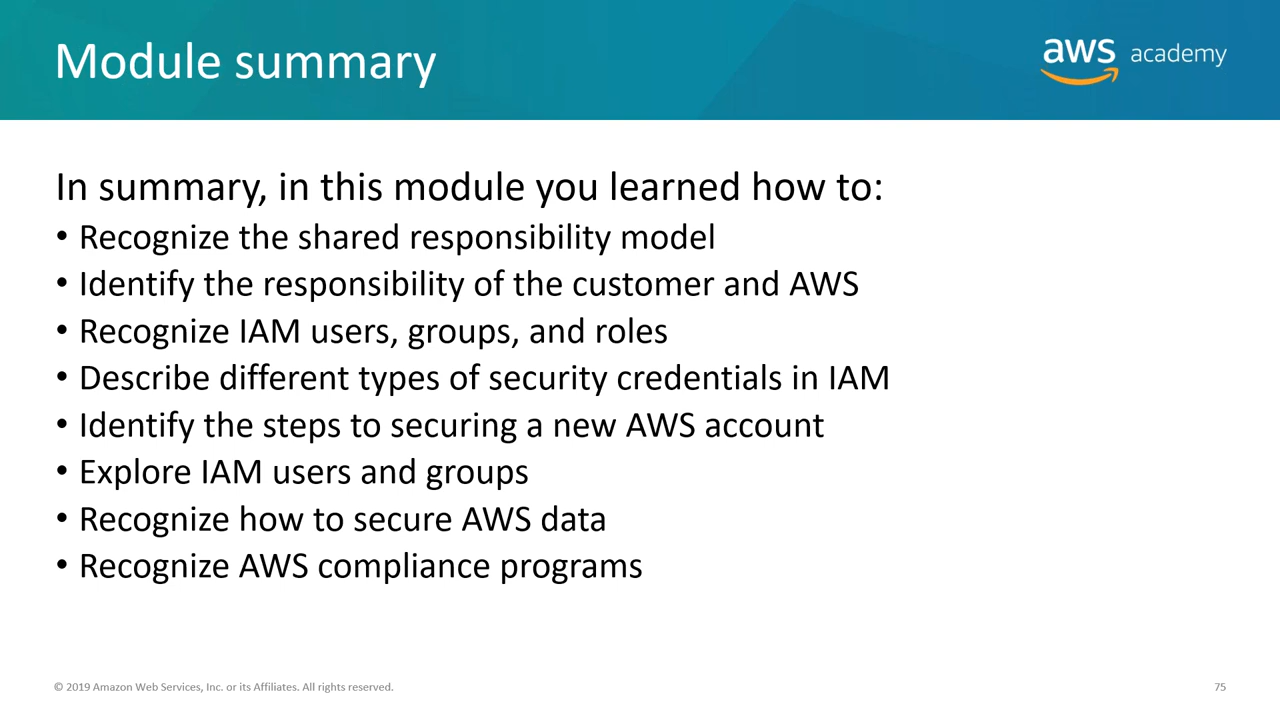 Module summary
aws academy
In summary, in this module you learned how to:
• Recognize the shared responsibility model
• Identify the responsibility of the customer and AWS
• Recognize IAM users, groups, and roles
• Describe different types of security credentials in IAM
• Identify the steps to securing a new AWS account
• Explore IAM users and groups
• Recognize how to secure AWS data
• Recognize AWS compliance programs
© 2019 Amazon Web Services, Inc. or its Affiliates. All rights reserved.
75